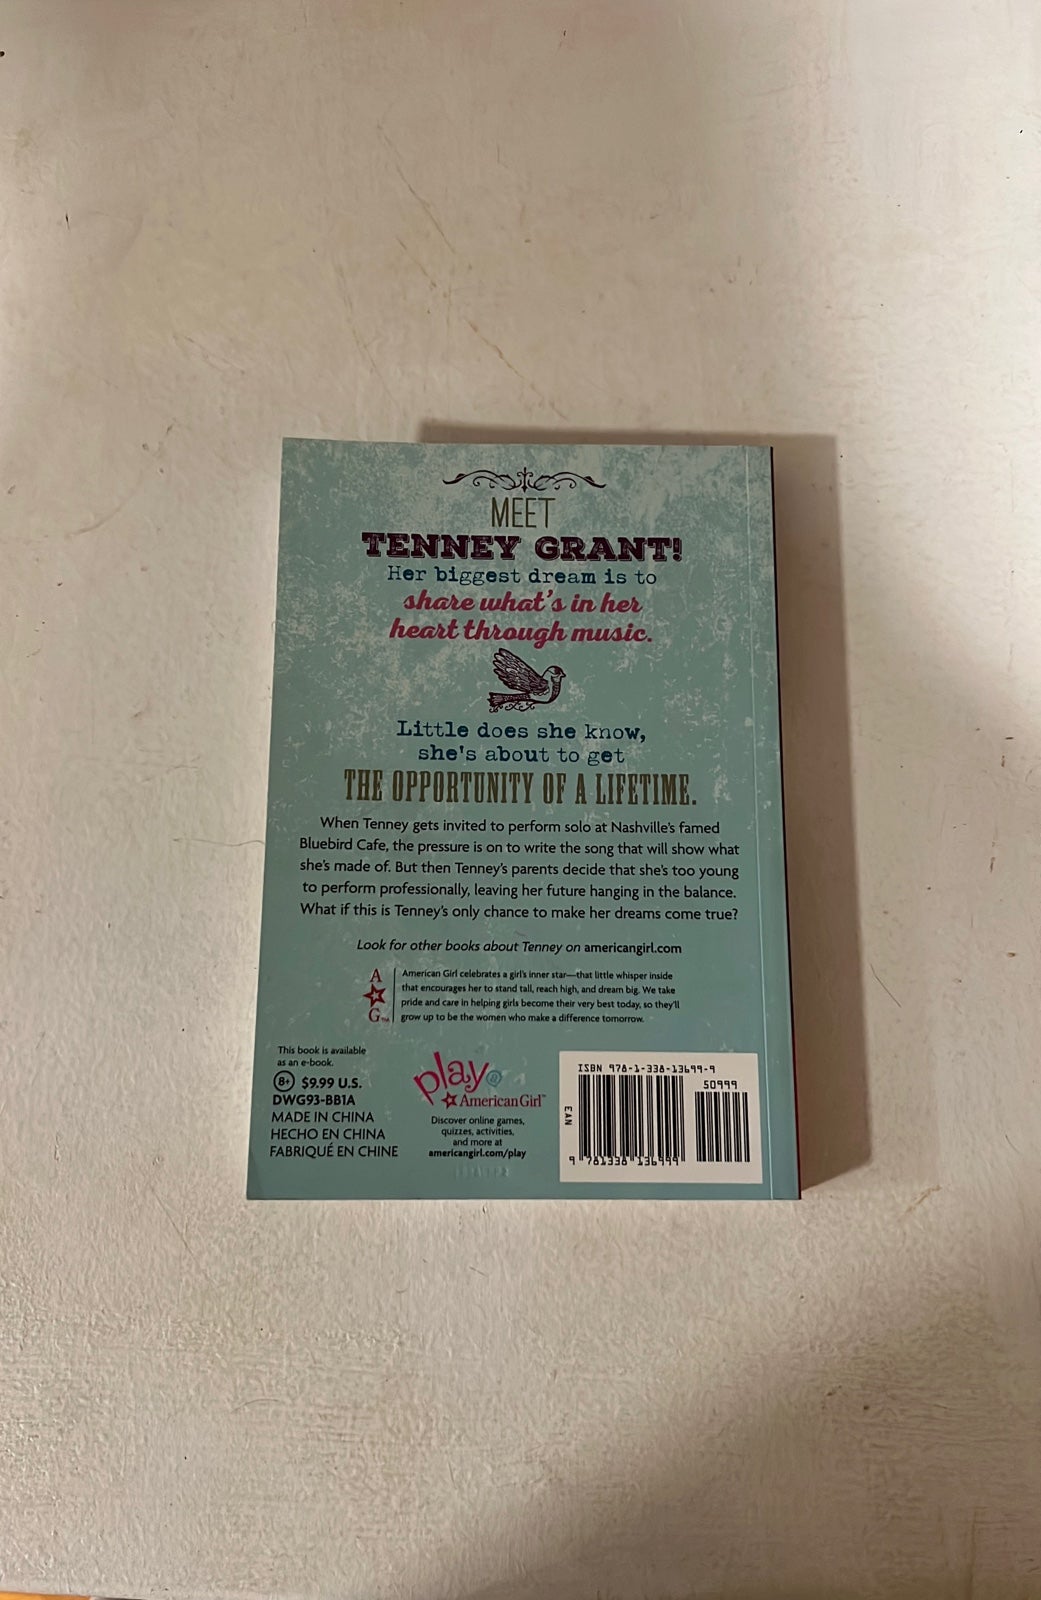 MEET
TENNEY GRANT!
Her biggest dream is to
share what's in her
heart through music.
Little does she know,
she's about to get
THE OPPORTUNITY OF A LIFETIME.
When Tenney gets invited to perform solo at Nashville's famed
Bluebird Cafe, the pressure is on to write the song that will show what
she's made of. But then Tenney's parents decide that she's too young
to perform professionally, leaving her future hanging in the balance.
What if this is Tenney's only chance to make her dreams come true?
Look for other books about Tenney on americangirl.com
A
G™
American Girl celebrates a girl's inner star—that little whisper inside
that encourages her to stand tall, reach high, and dream big. We take
pride and care in helping girls become their very best today, so they'll
grow up to be the women who make a difference tomorrow.
This book is available
as an e-book.
8+ $9.99 U.S.
DWG93-BB1A
MADE IN CHINA
HECHO EN CHINA
FABRIQUÉ EN CHINE
play@
American Girl™
Discover online games,
quizzes, activities,
and more at
americangirl.com/play
ISBN 978-1-338-13699-9
50999
EAN
9 781338 136999